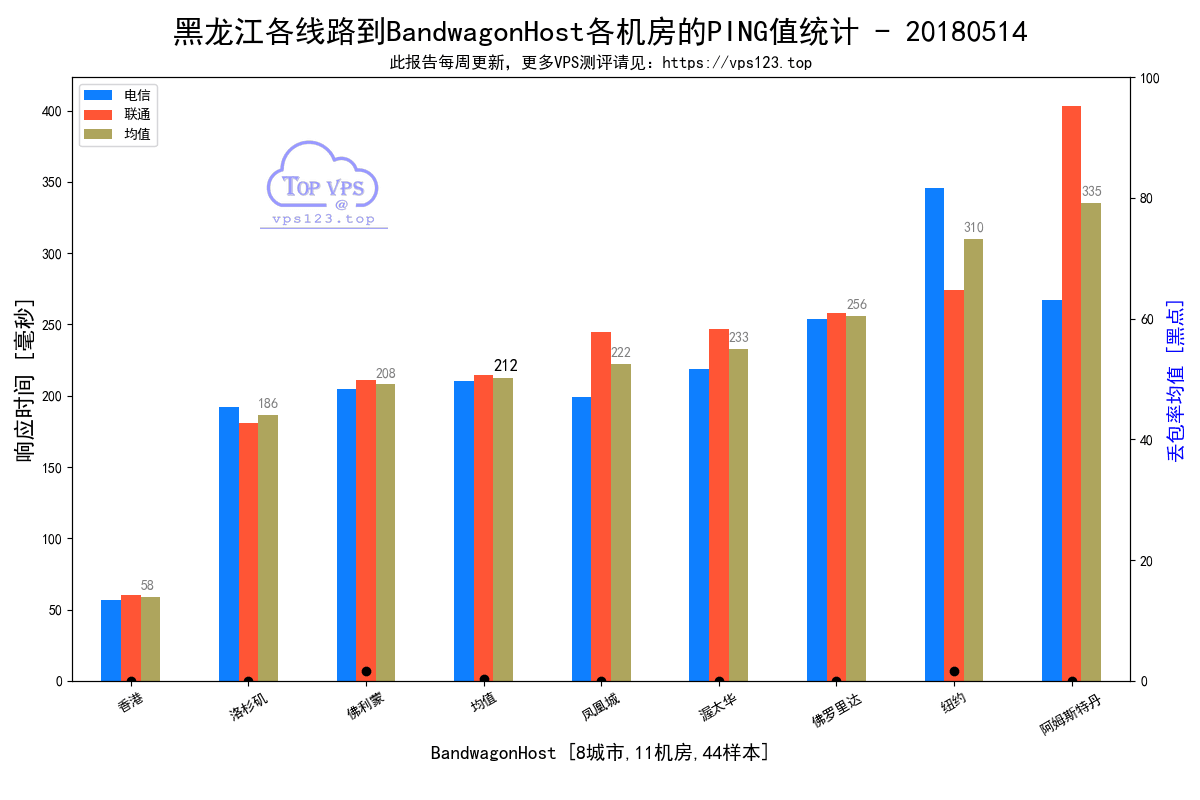 黑龙江各线路到BandwagonHost各机房的PING值统计 - 20180514
此报告每周更新，更多VPS测评请见：https://vps123.top
电信
联通
均值
TOP VPS
@
vps123.top
响应时间 [毫秒]
400
350
300
250
200
150
100
50
0
58
186
208
212
222
233
256
310
335
100
80
60
40
20
0
丢包率均值 [黑点]
香港
洛杉矶
佛利蒙
均值
凤凰城
渥太华
佛罗里达
纽约
阿姆斯特丹
BandwagonHost [8城市,11机房,44样本]